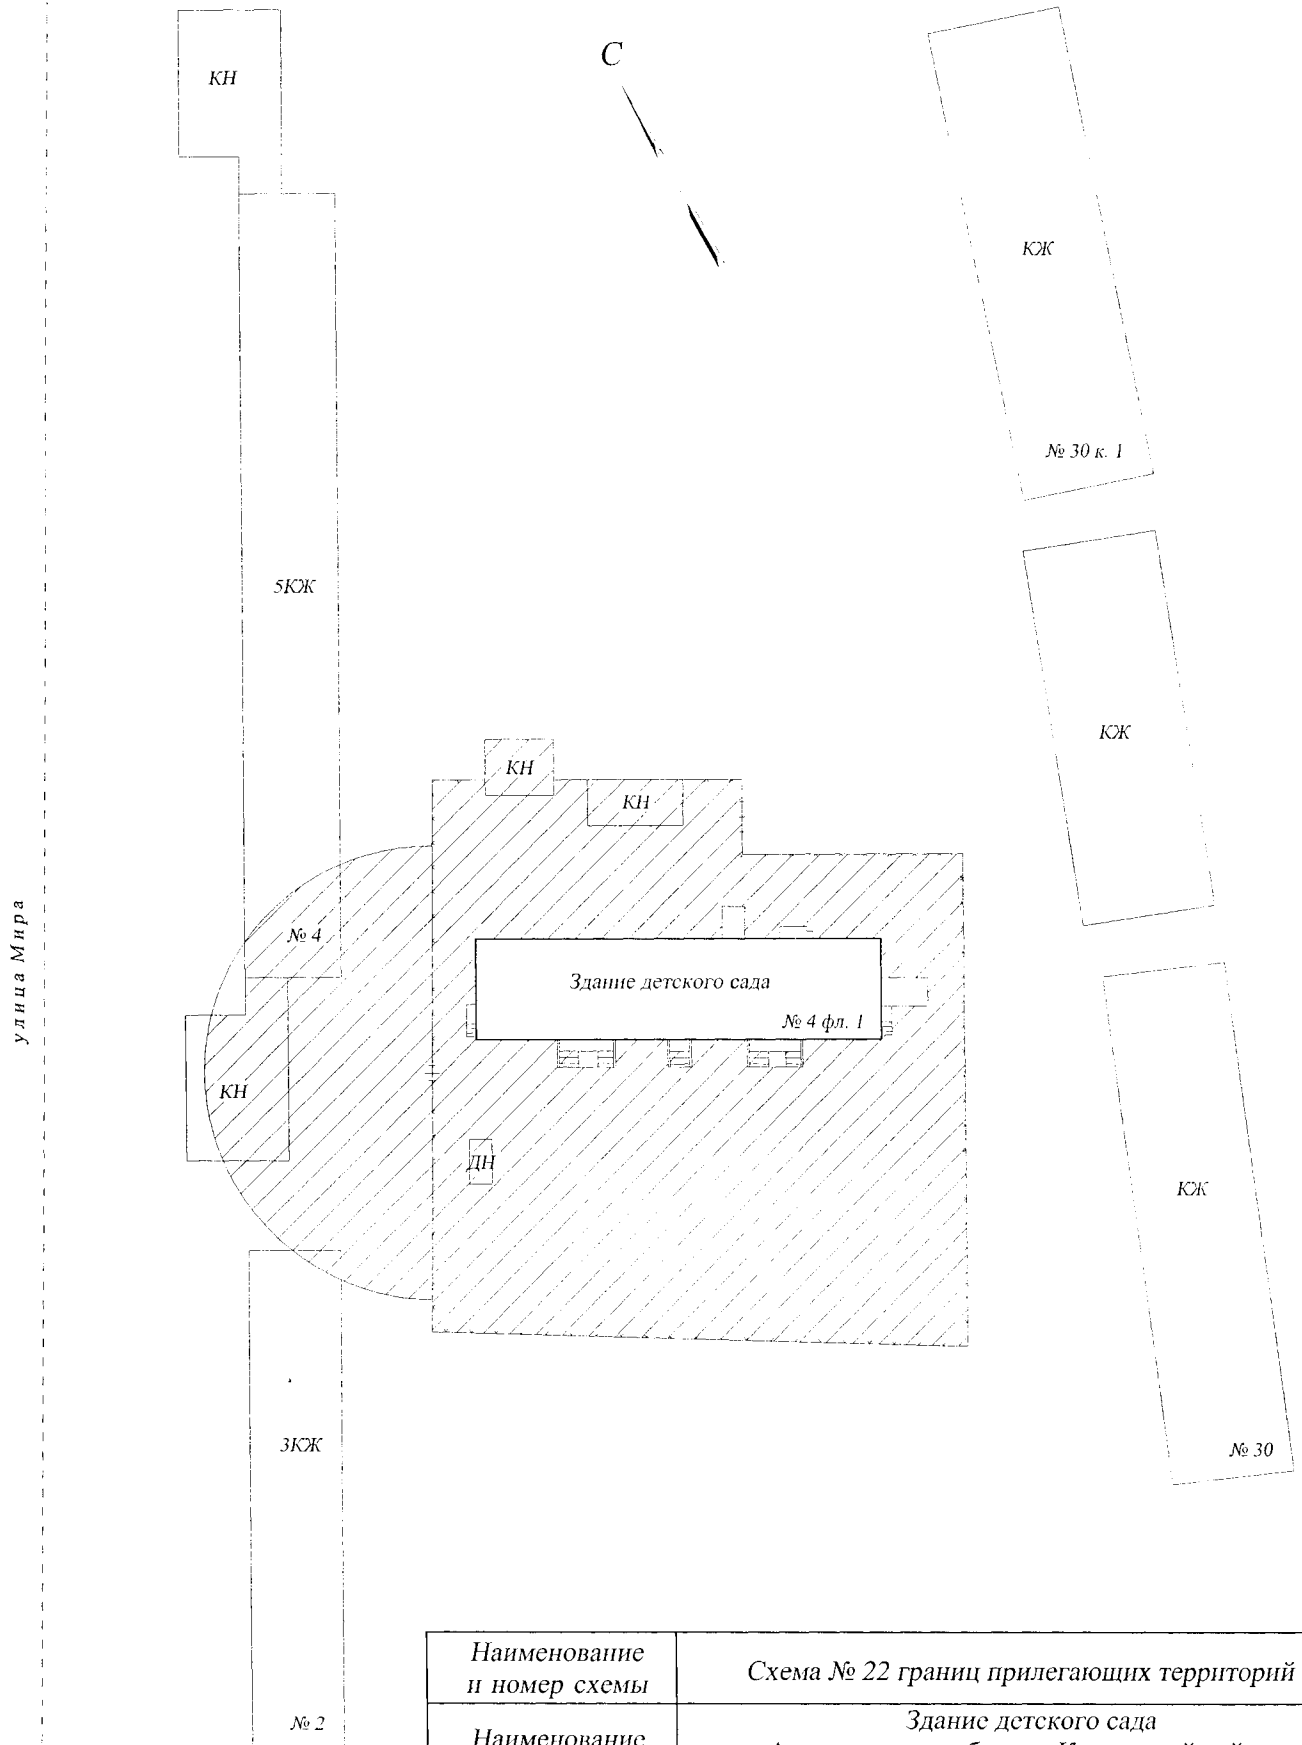 КН
С
КЖ
№ 30 к. 1
5КЖ
КЖ
КН
КН
улица Мира
№ 4
Здание детского сада
№ 4 фл. 1
КН
ДН
КЖ
3КЖ
№ 30
Наименование
и номер схемы
Схема № 22 границ прилегающих территорий
№ 2
Здание детского сада
Наименование